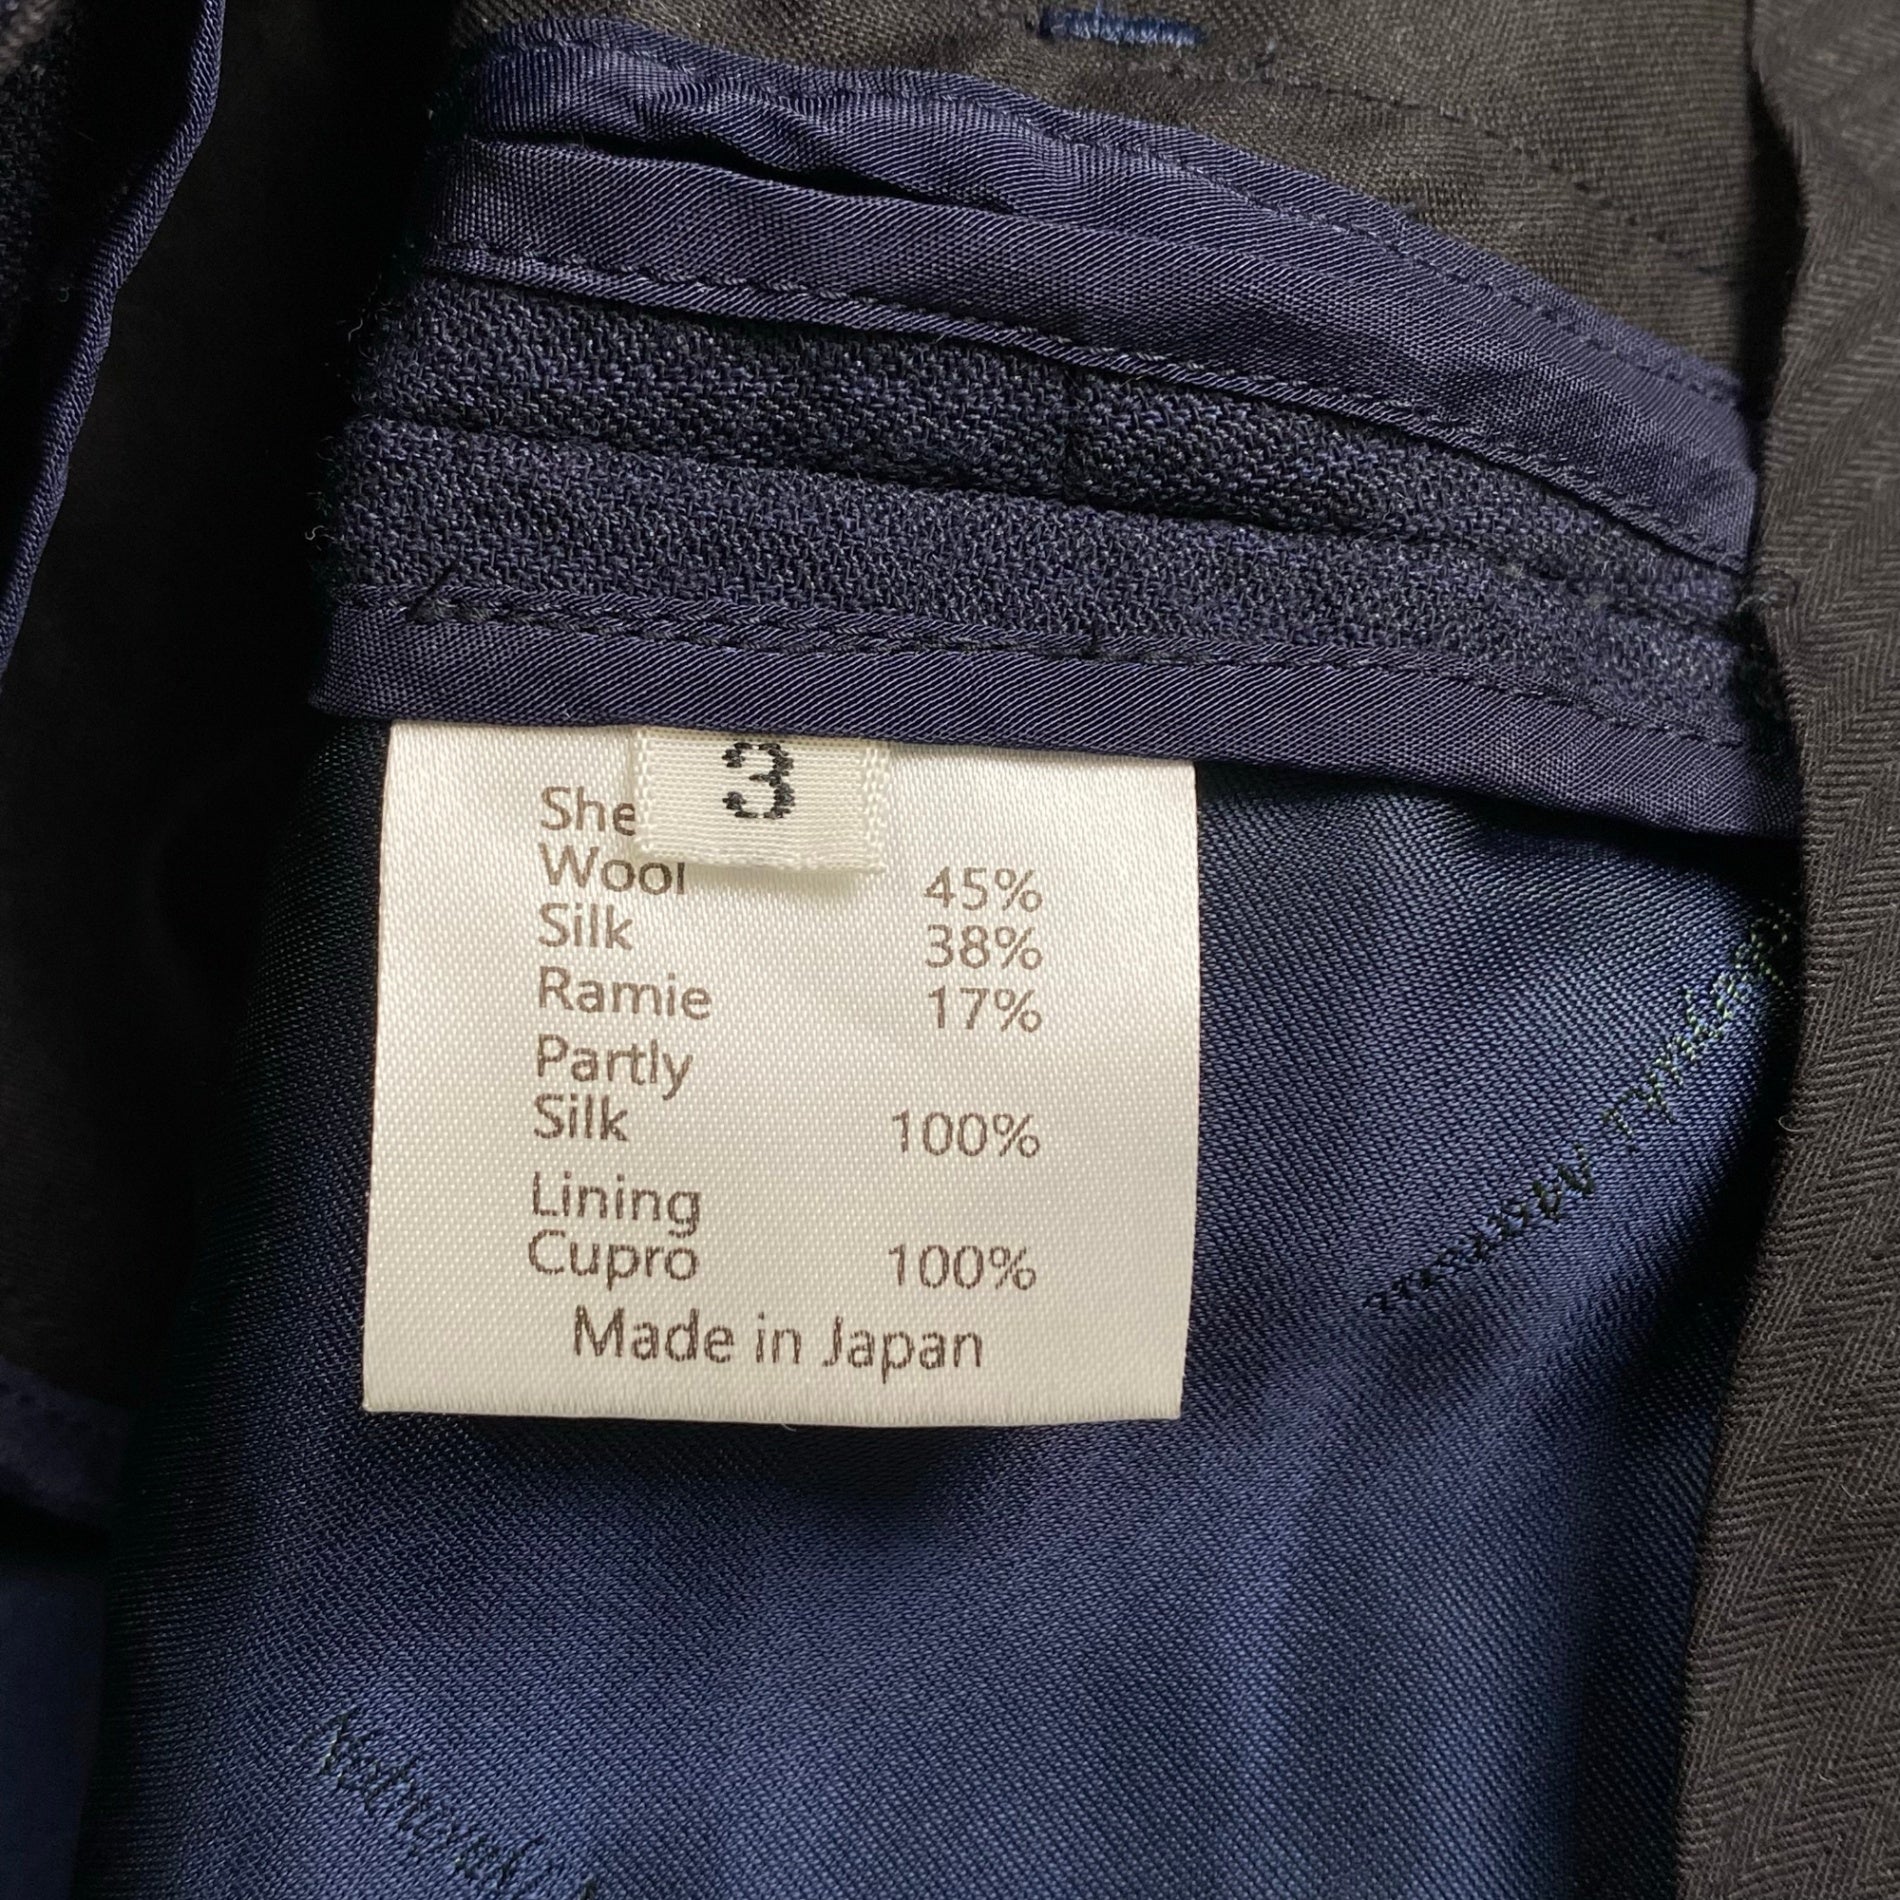 3
She
Wool 45%
Silk 38%
Ramie 17%
Partly
Silk 100%
Lining
Cupro 100%
Made in Japan